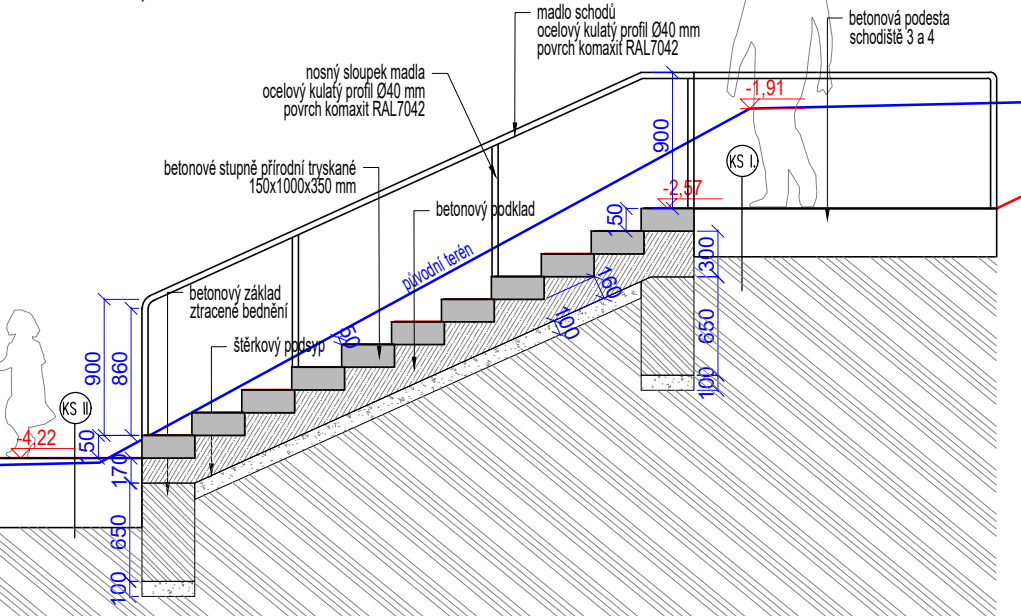 madlo schodů
ocelový kulatý profil Ø40 mm
povrch komaxit RAL7042
betonová podesta
schodiště 3 a 4
nosný sloupek madla
ocelový kulatý profil Ø40 mm
povrch komaxit RAL7042
-1,91
900
KS I.
betonové stupně přírodní tryskané
150x1000x350 mm
-2,57
betonový podklad
150
300
původní terén
160
betonový základ
ztracené bednění
100
650
50
štěrkový podsyp
900
860
100
KS II.
-4,22
150
170
650
100